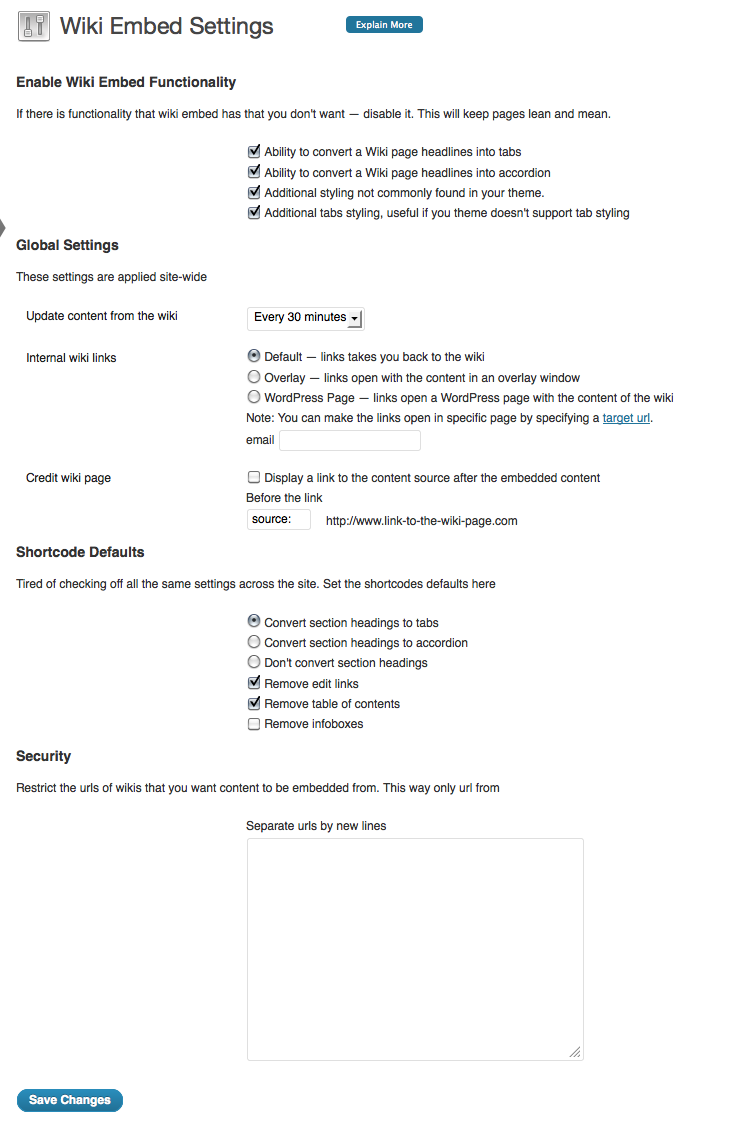 Wiki Embed Settings
Explain More
Enable Wiki Embed Functionality
If there is functionality that wiki embed has that you don't want — disable it. This will keep pages lean and mean.
Ability to convert a Wiki page headlines into tabs
Ability to convert a Wiki page headlines into accordion
Additional styling not commonly found in your theme.
Additional tabs styling, useful if you theme doesn't support tab styling
Global Settings
These settings are applied site-wide
Update content from the wiki
Every 30 minutes
Internal wiki links
Default — links takes you back to the wiki
Overlay — links open with the content in an overlay window
WordPress Page — links open a WordPress page with the content of the wiki
Note: You can make the links open in specific page by specifying a target url.
email
Credit wiki page
Display a link to the content source after the embedded content
Before the link
source: http://www.link-to-the-wiki-page.com
Shortcode Defaults
Tired of checking off all the same settings across the site. Set the shortcodes defaults here
Convert section headings to tabs
Convert section headings to accordion
Don't convert section headings
Remove edit links
Remove table of contents
Remove infoboxes
Security
Restrict the urls of wikis that you want content to be embedded from. This way only url from
Separate urls by new lines
Save Changes